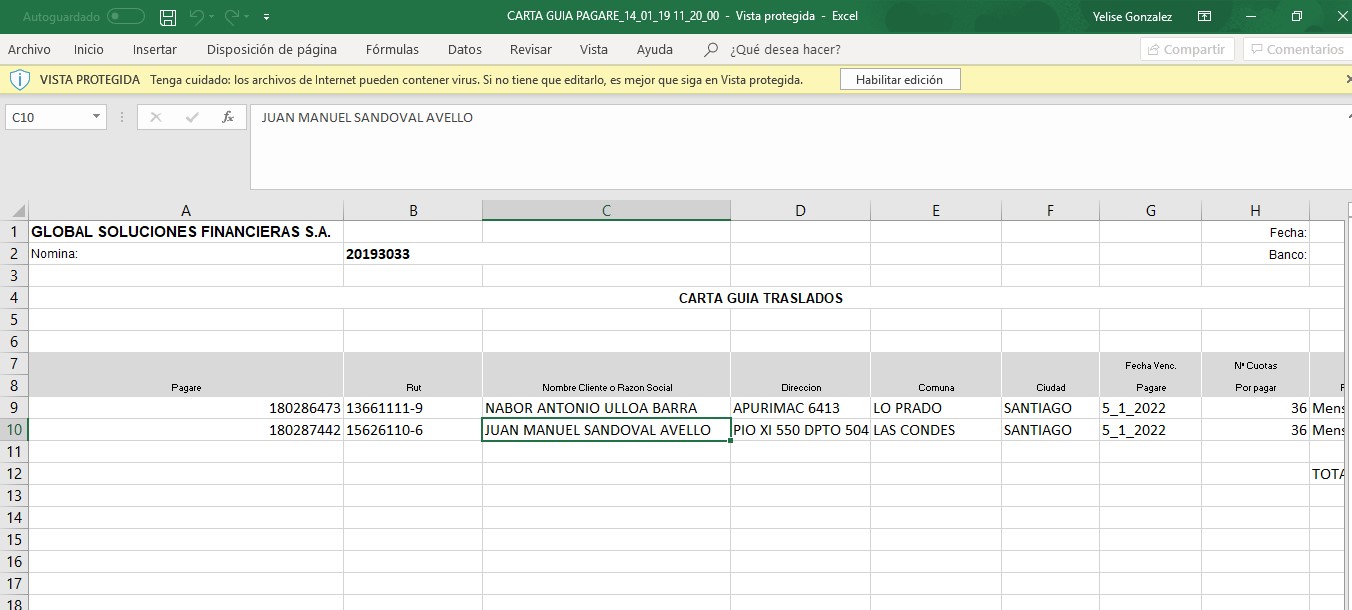 Autoguardado CARTA GUIA PAGARE_14_01_19 11_20_00 - Vista protegida - Excel Yelise Gonzalez
Archivo Inicio Insertar Disposición de página Fórmulas Datos Revisar Vista Ayuda ¿Qué desea hacer? Compartir Comentarios
VISTA PROTEGIDA Tenga cuidado: los archivos de Internet pueden contener virus. Si no tiene que editarlo, es mejor que siga en Vista protegida. Habilitar edición
C10 fx JUAN MANUEL SANDOVAL AVELLO
A B C D E F G H
1 GLOBAL SOLUCIONES FINANCIERAS S.A. Fecha:
2 Nomina: 20193033 Banco:
3
4 CARTA GUIA TRASLADOS
5
6
7 Fecha Venc. Nº Cuotas
8 Pagare Rut Nombre Cliente o Razon Social Direccion Comuna Ciudad Pagare Por pagar
9 180286473 13661111-9 NABOR ANTONIO ULLOA BARRA APURIMAC 6413 LO PRADO SANTIAGO 5_1_2022 36 Mens
10 180287442 15626110-6 JUAN MANUEL SANDOVAL AVELLO PIO XI 550 DPTO 504 LAS CONDES SANTIAGO 5_1_2022 36 Mens
11
12 TOTA
13
14
15
16
17
18